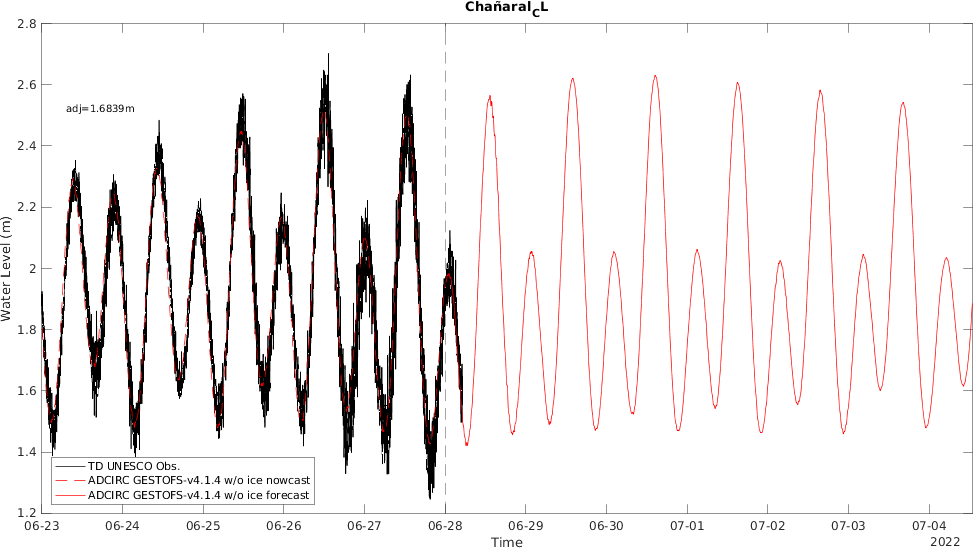 Chañaral_CL
2.8
2.6
2.4
2.2
2
1.8
1.6
1.4
1.2
Water Level (m)
adj=1.6839m
TD UNESCO Obs.
ADCIRC GESTOFS-v4.1.4 w/o ice nowcast
ADCIRC GESTOFS-v4.1.4 w/o ice forecast
06-23 06-24 06-25 06-26 06-27 06-28 06-29 06-30 07-01 07-02 07-03 07-04
Time
2022